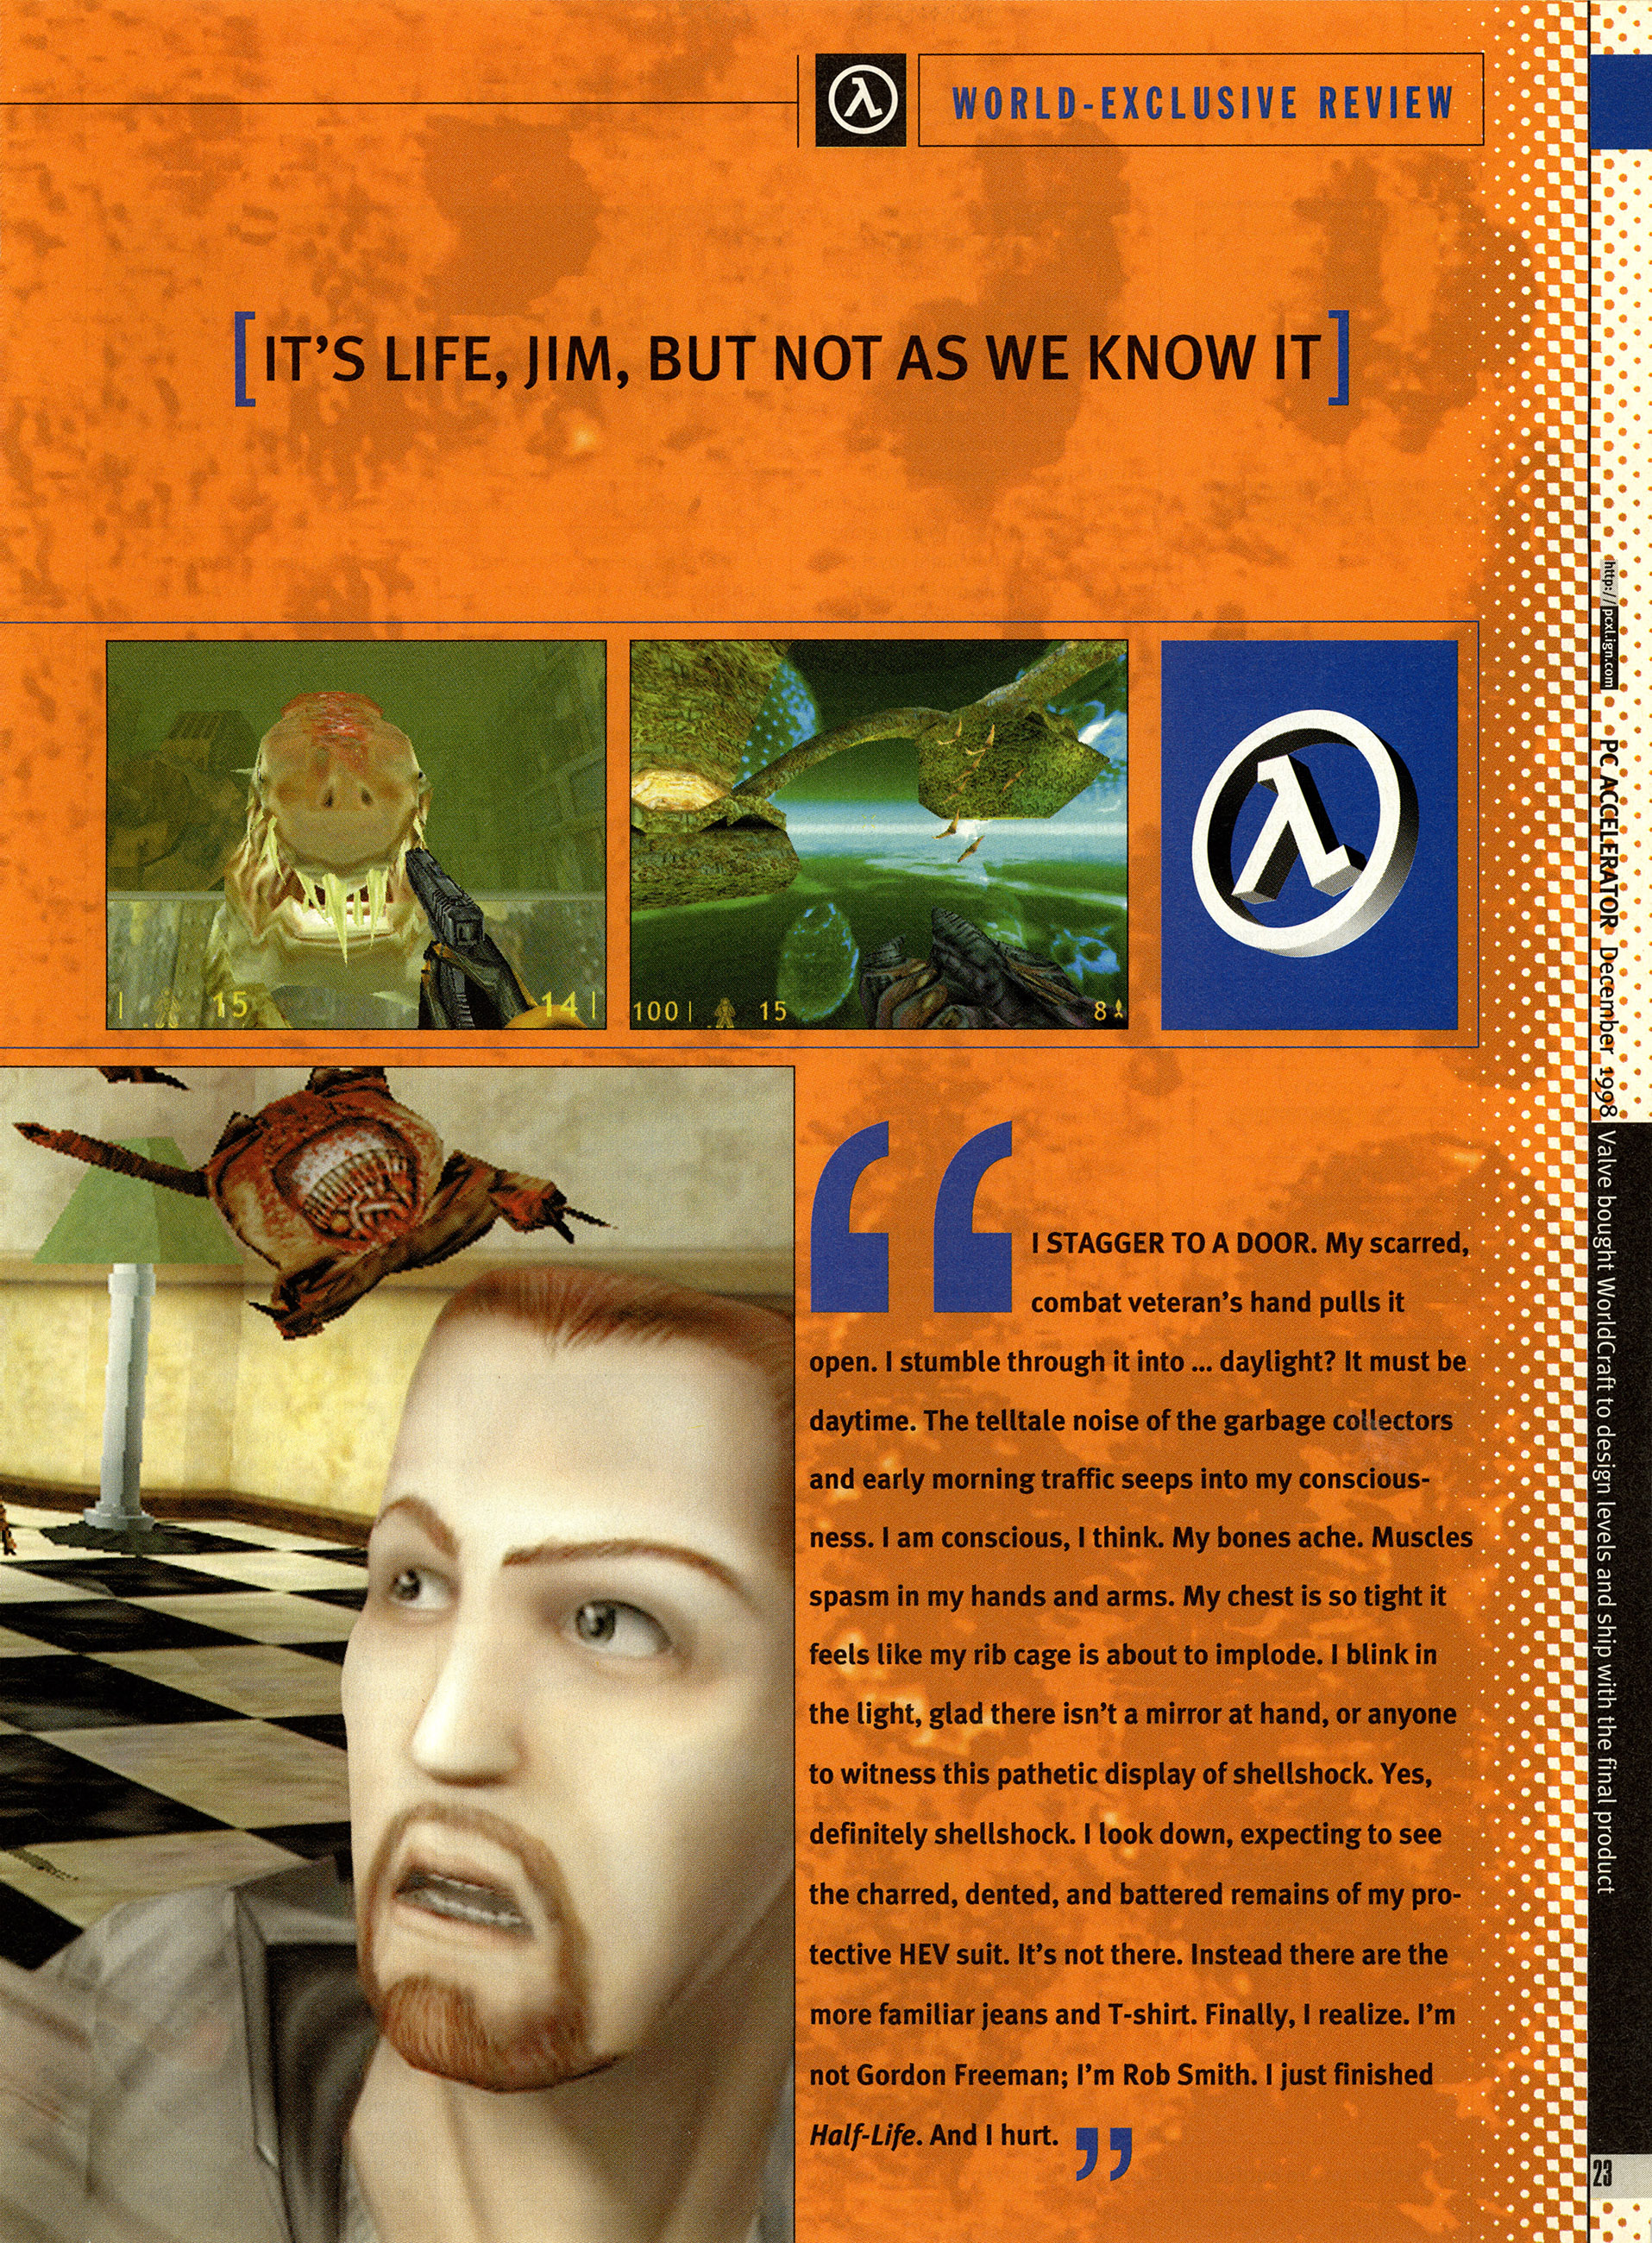 λ
WORLD-EXCLUSIVE REVIEW
[IT’S LIFE, JIM, BUT NOT AS WE KNOW IT]
15
14
100
15
8
λ
“I STAGGER TO A DOOR. My scarred,
combat veteran’s hand pulls it
open. I stumble through it into ... daylight? It must be
daytime. The telltale noise of the garbage collectors
and early morning traffic seeps into my conscious-
ness. I am conscious, I think. My bones ache. Muscles
spasm in my hands and arms. My chest is so tight it
feels like my rib cage is about to implode. I blink in
the light, glad there isn’t a mirror at hand, or anyone
to witness this pathetic display of shellshock. Yes,
definitely shellshock. I look down, expecting to see
the charred, dented, and battered remains of my pro-
tective HEV suit. It’s not there. Instead there are the
more familiar jeans and T-shirt. Finally, I realize. I’m
not Gordon Freeman; I’m Rob Smith. I just finished
Half-Life. And I hurt.”
http://pcxl.ign.com
PC ACCELERATOR December 1998
Valve bought WorldCraft to design levels and ship with the final product
23